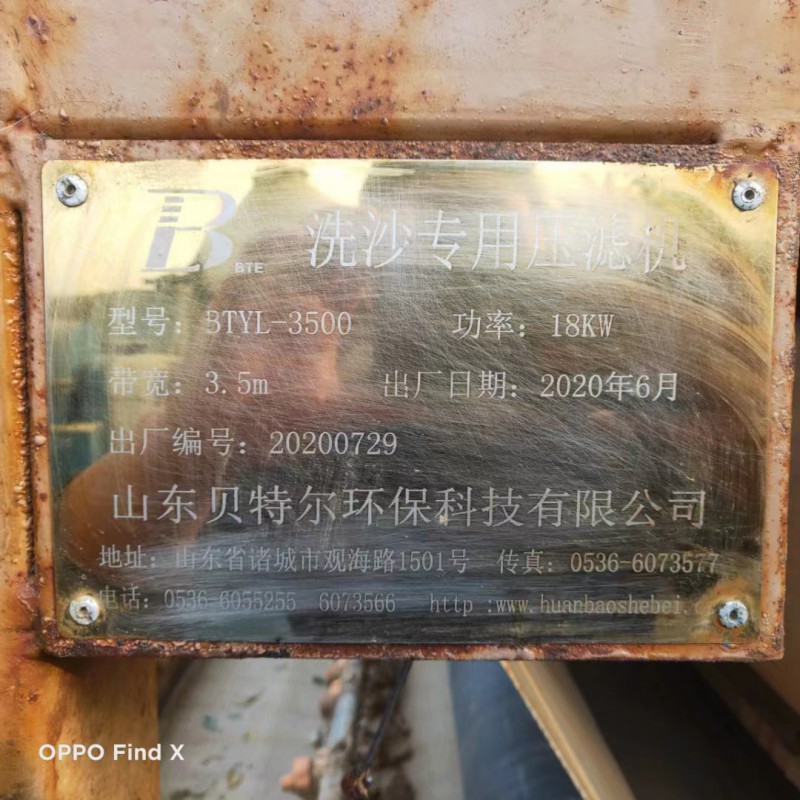 B
BTE
洗沙专用压滤机
型号：BTYL-3500 功率：18KW
带宽：3.5m 出厂日期：2020年6月
出厂编号：20200729
山东贝特尔环保科技有限公司
地址：山东省诸城市观海路1501号 传真：0536-6073577
电话：0536-6055255 6073566 http :www.huanbaoshebei.
OPPO Find X